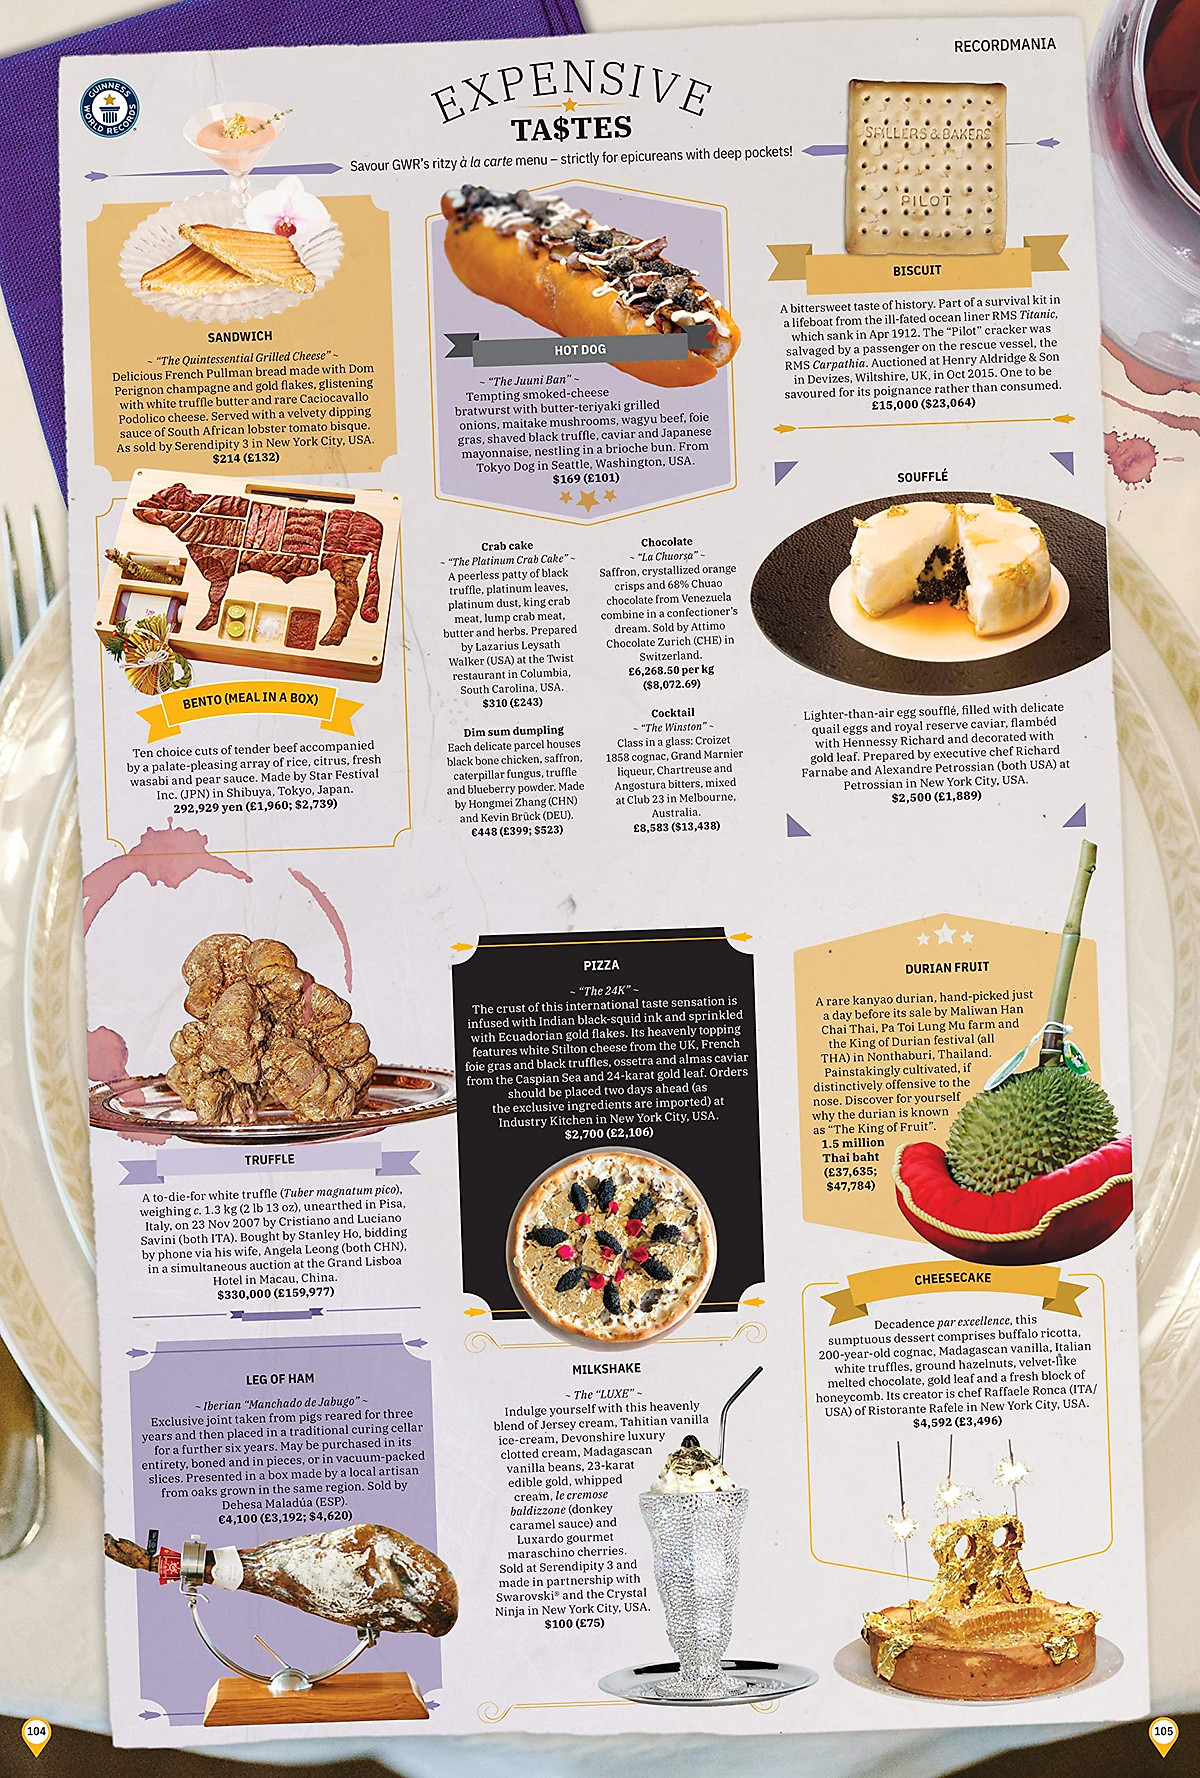 RECORDMANIA
GUINNESS
WORLD RECORDS
EXPENSIVE
TA$TES
Savour GWR's ritzy à la carte menu – strictly for epicureans with deep pockets!
SANDWICH
~ “The Quintessential Grilled Cheese” ~
Delicious French Pullman bread made with Dom
Perignon champagne and gold flakes, glistening
with white truffle butter and rare Caciocavallo
Podolico cheese. Served with a velvety dipping
sauce of South African lobster tomato bisque.
As sold by Serendipity 3 in New York City, USA.
$214 (£132)
HOT DOG
~ “The Juuni Ban” ~
Tempting smoked-cheese
bratwurst with butter-teriyaki grilled
onions, maitake mushrooms, wagyu beef, foie
gras, shaved black truffle, caviar and Japanese
mayonnaise, nestling in a brioche bun. From
Tokyo Dog in Seattle, Washington, USA.
$169 (£101)
SPILLERS & BAKERS
PILOT
BISCUIT
A bittersweet taste of history. Part of a survival kit in
a lifeboat from the ill-fated ocean liner RMS Titanic,
which sank in Apr 1912. The “Pilot” cracker was
salvaged by a passenger on the rescue vessel, the
RMS Carpathia. Auctioned at Henry Aldridge & Son
in Devizes, Wiltshire, UK, in Oct 2015. One to be
savoured for its poignance rather than consumed.
£15,000 ($23,064)
BENTO (MEAL IN A BOX)
Ten choice cuts of tender beef accompanied
by a palate-pleasing array of rice, citrus, fresh
wasabi and pear sauce. Made by Star Festival
Inc. (JPN) in Shibuya, Tokyo, Japan.
292,929 yen (£1,960; $2,739)
Crab cake
~ “The Platinum Crab Cake” ~
A peerless patty of black
truffle, platinum leaves,
platinum dust, king crab
meat, lump crab meat,
butter and herbs. Prepared
by Lazarius Leysath
Walker (USA) at the Twist
restaurant in Columbia,
South Carolina, USA.
$310 (£243)
Dim sum dumpling
Each delicate parcel houses
black bone chicken, saffron,
caterpillar fungus, truffle
and blueberry powder. Made
by Hongmei Zhang (CHN)
and Kevin Brück (DEU).
€448 (£399; $523)
Chocolate
~ “La Chuorsa” ~
Saffron, crystallized orange
crisps and 68% Chuao
chocolate from Venezuela
combine in a confectioner's
dream. Sold by Attimo
Chocolate Zurich (CHE) in
Switzerland.
£6,268.50 per kg
($8,072.69)
Cocktail
~ “The Winston” ~
Class in a glass: Croizet
1858 cognac, Grand Marnier
liqueur, Chartreuse and
Angostura bitters, mixed
at Club 23 in Melbourne,
Australia.
£8,583 ($13,438)
SOUFFLÉ
Lighter-than-air egg soufflé, filled with delicate
quail eggs and royal reserve caviar, flambéd
with Hennessy Richard and decorated with
gold leaf. Prepared by executive chef Richard
Farnabe and Alexandre Petrossian (both USA) at
Petrossian in New York City, USA.
$2,500 (£1,889)
TRUFFLE
A to-die-for white truffle (Tuber magnatum pico),
weighing c. 1.3 kg (2 lb 13 oz), unearthed in Pisa,
Italy, on 23 Nov 2007 by Cristiano and Luciano
Savini (both ITA). Bought by Stanley Ho, bidding
by phone via his wife, Angela Leong (both CHN),
in a simultaneous auction at the Grand Lisboa
Hotel in Macau, China.
$330,000 (£159,977)
PIZZA
~ “The 24K” ~
The crust of this international taste sensation is
infused with Indian black-squid ink and sprinkled
with Ecuadorian gold flakes. Its heavenly topping
features white Stilton cheese from the UK, French
foie gras and black truffles, ossetra and almas caviar
from the Caspian Sea and 24-karat gold leaf. Orders
should be placed two days ahead (as
the exclusive ingredients are imported) at
Industry Kitchen in New York City, USA.
$2,700 (£2,106)
DURIAN FRUIT
A rare kanyao durian, hand-picked just
a day before its sale by Maliwan Han
Chai Thai, Pa Toi Lung Mu farm and
the King of Durian festival (all
THA) in Nonthaburi, Thailand.
Painstakingly cultivated, if
distinctively offensive to the
nose. Discover for yourself
why the durian is known
as “The King of Fruit”.
1.5 million
Thai baht
(£37,635;
$47,784)
LEG OF HAM
~ Iberian “Manchado de Jabugo” ~
Exclusive joint taken from pigs reared for three
years and then placed in a traditional curing cellar
for a further six years. May be purchased in its
entirety, boned and in pieces, or in vacuum-packed
slices. Presented in a box made by a local artisan
from oaks grown in the same region. Sold by
Dehesa Maladúa (ESP).
€4,100 (£3,192; $4,620)
MILKSHAKE
~ The “LUXE” ~
Indulge yourself with this heavenly
blend of Jersey cream, Tahitian vanilla
ice-cream, Devonshire luxury
clotted cream, Madagascan
vanilla beans, 23-karat
edible gold, whipped
cream, le cremose
baldizzone (donkey
caramel sauce) and
Luxardo gourmet
maraschino cherries.
Sold at Serendipity 3 and
made in partnership with
Swarovski® and the Crystal
Ninja in New York City, USA.
$100 (£75)
CHEESECAKE
Decadence par excellence, this
sumptuous dessert comprises buffalo ricotta,
200-year-old cognac, Madagascan vanilla, Italian
white truffles, ground hazelnuts, velvet-like
melted chocolate, gold leaf and a fresh block of
honeycomb. Its creator is chef Raffaele Ronca (ITA/
USA) of Ristorante Rafele in New York City, USA.
$4,592 (£3,496)
104
105